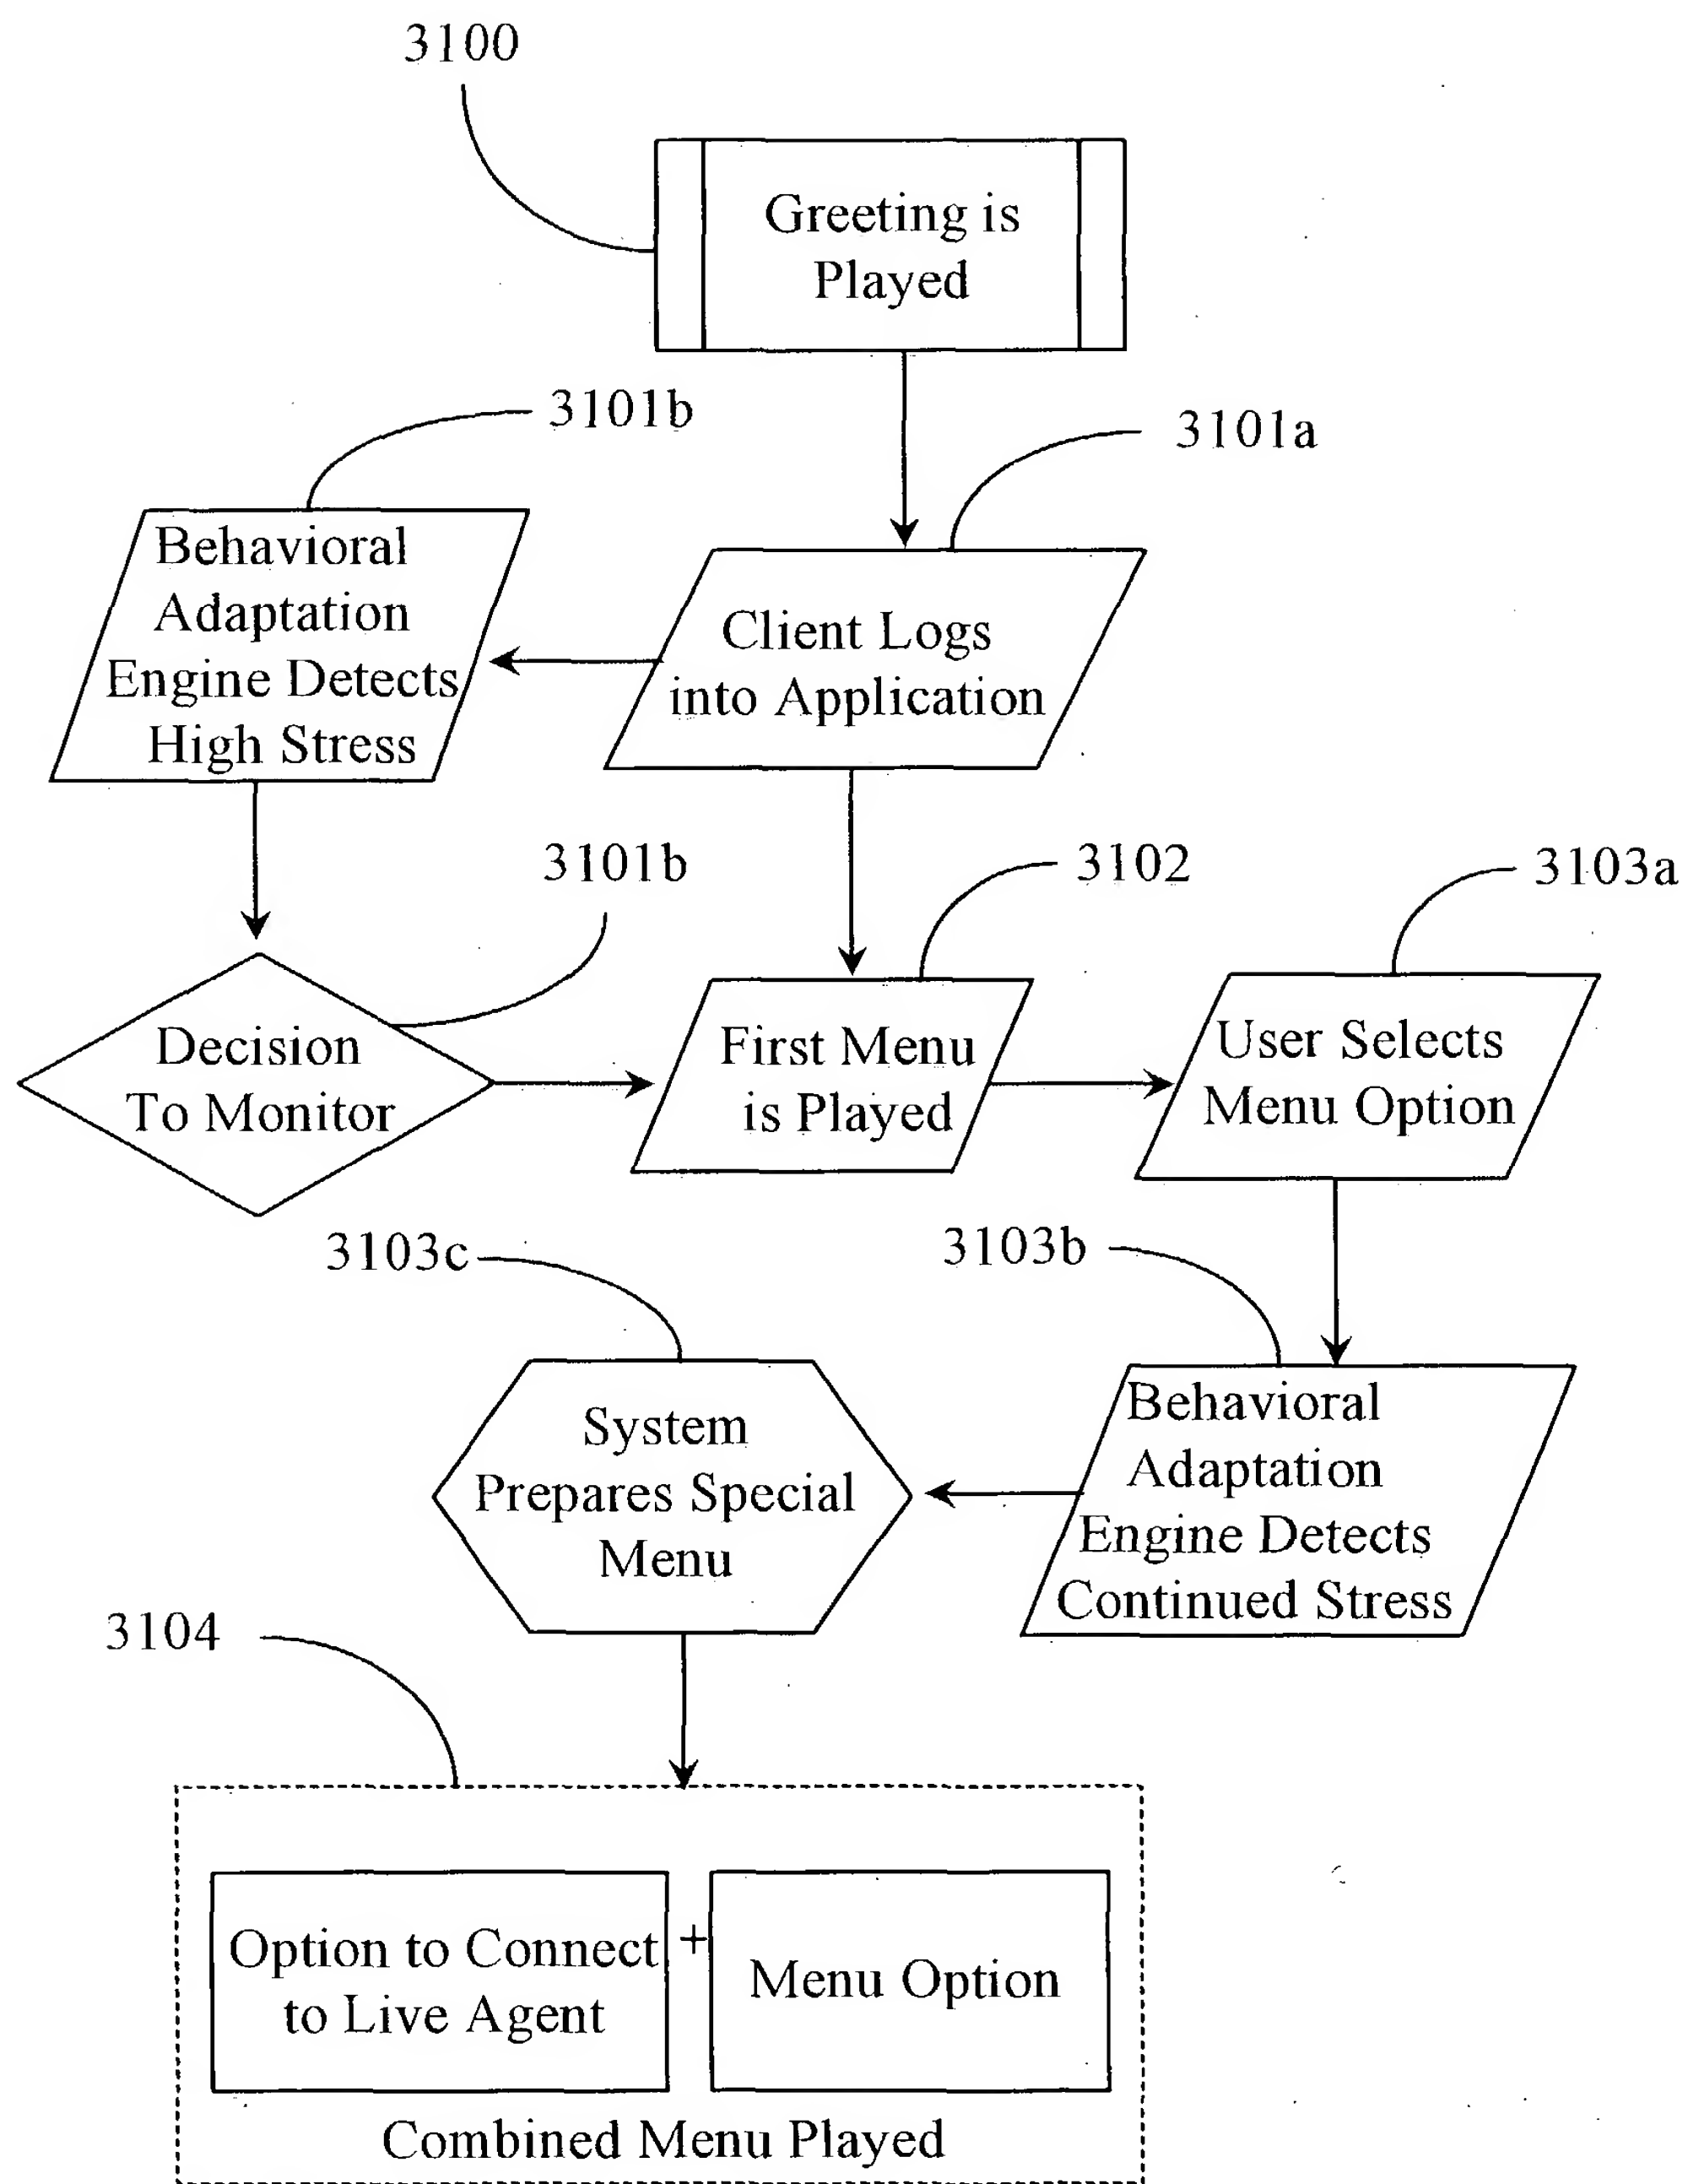 3100
Greeting is
Played
3101b
3101a
Behavioral
Adaptation
Engine Detects
High Stress
Client Logs
into Application
3101b
3102
3103a
Decision
To Monitor
First Menu
is Played
User Selects
Menu Option
3103c
3103b
System
Prepares Special
Menu
Behavioral
Adaptation
Engine Detects
Continued Stress
3104
Option to Connect
to Live Agent
+
Menu Option
Combined Menu Played